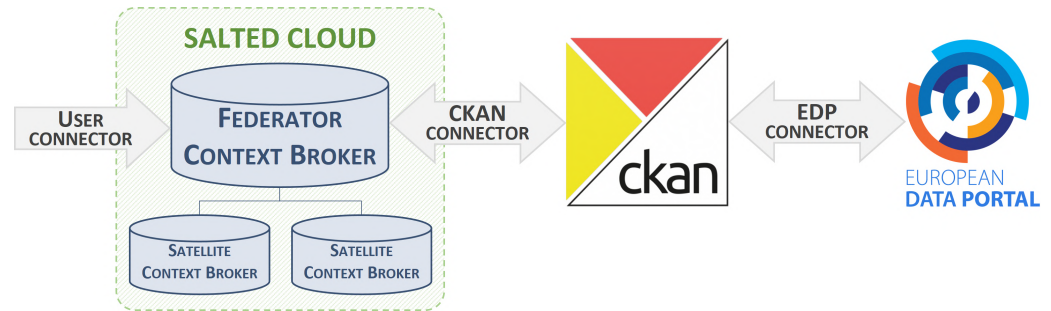 SALTED CLOUD
USER
CONNECTOR
FEDERATOR
CONTEXT BROKER
CKAN
CONNECTOR
ckan
EDP
CONNECTOR
EUROPEAN
DATA PORTAL
SATELLITE
CONTEXT BROKER
SATELLITE
CONTEXT BROKER